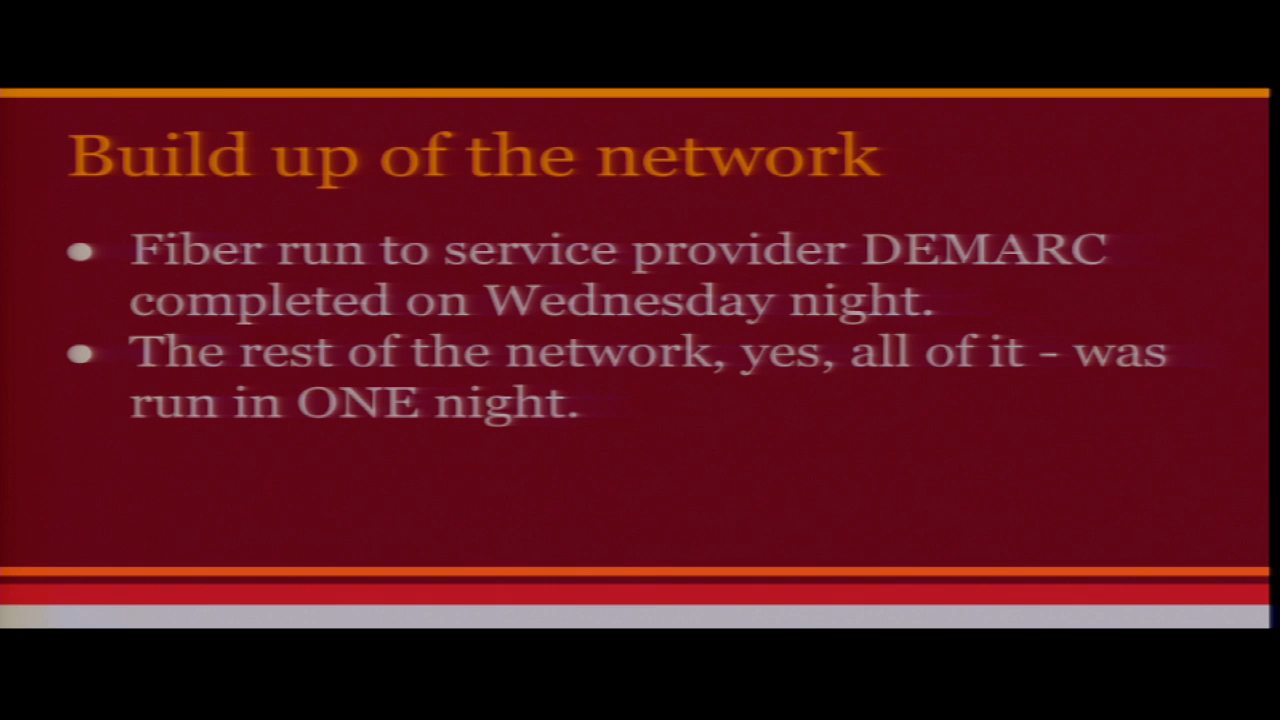 Build up of the network
● Fiber run to service provider DEMARC
completed on Wednesday night.
● The rest of the network, yes, all of it - was
run in ONE night.